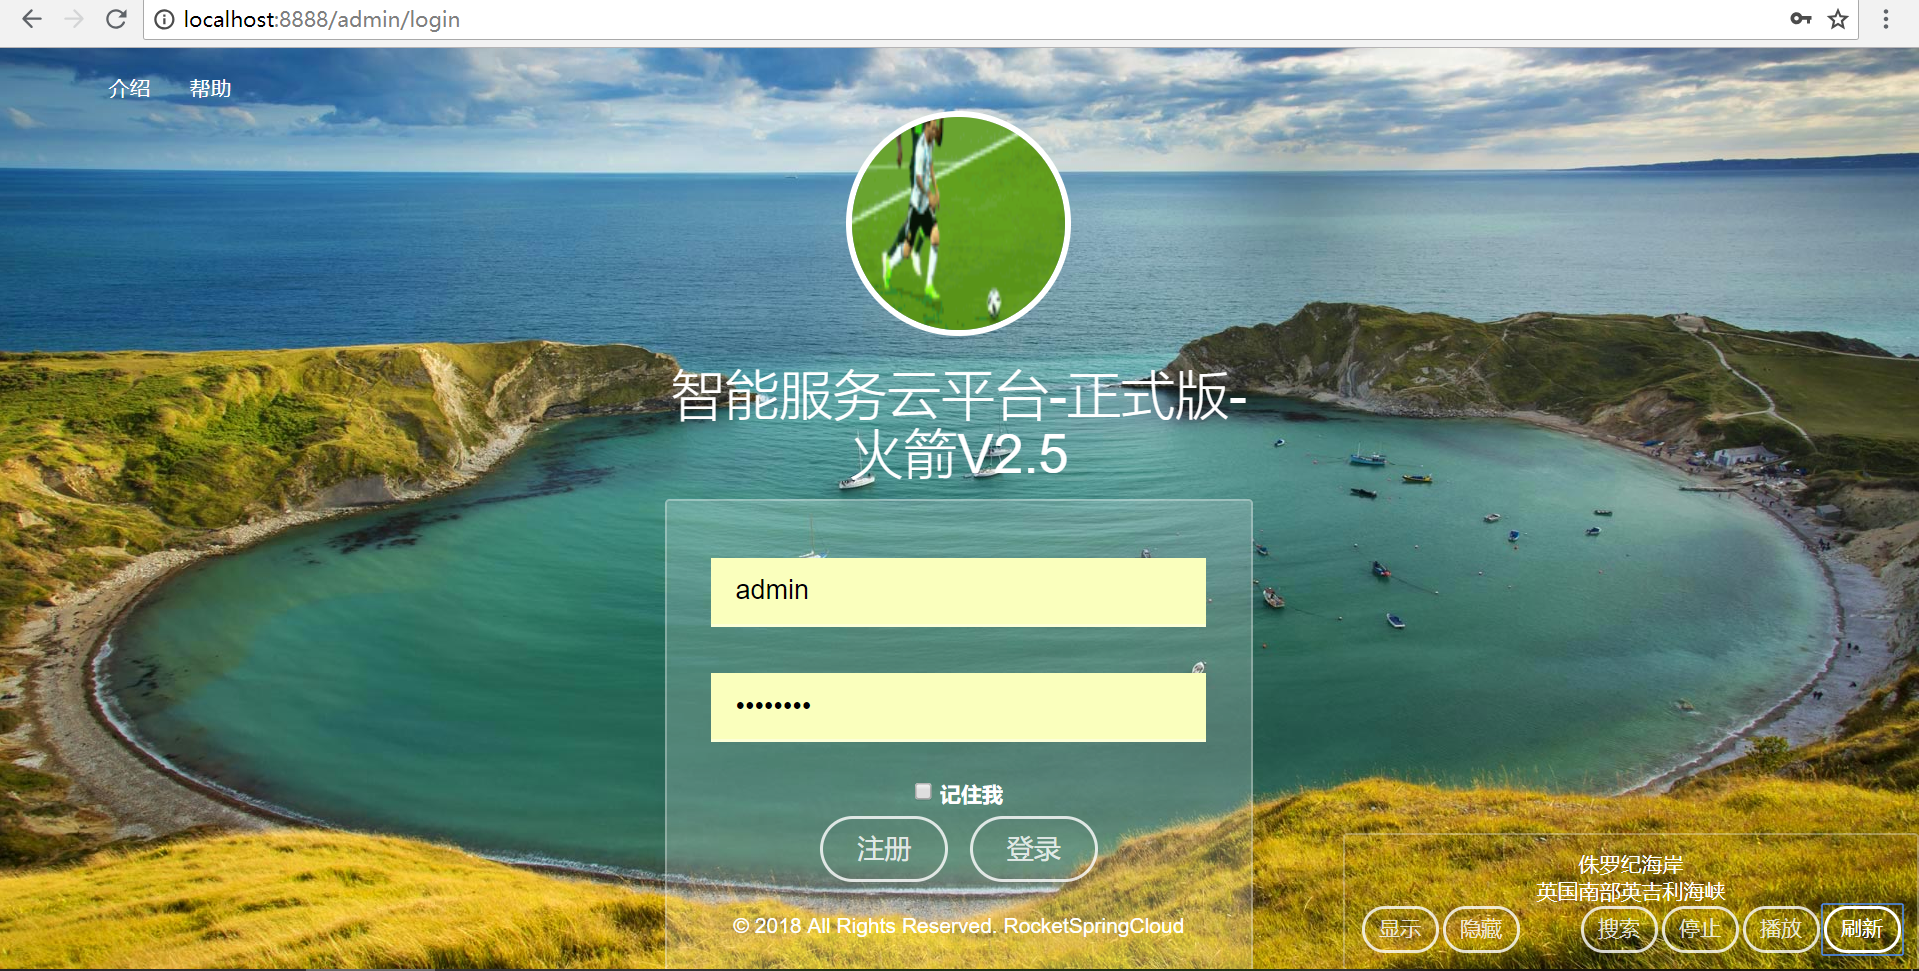 localhost:8888/admin/login
介绍 帮助
智能服务云平台-正式版-
火箭V2.5
admin
••••••••
记住我
注册 登录
© 2018 All Rights Reserved. RocketSpringCloud
侏罗纪海岸
英国南部英吉利海峡
显示 隐藏 搜索 停止 播放 刷新